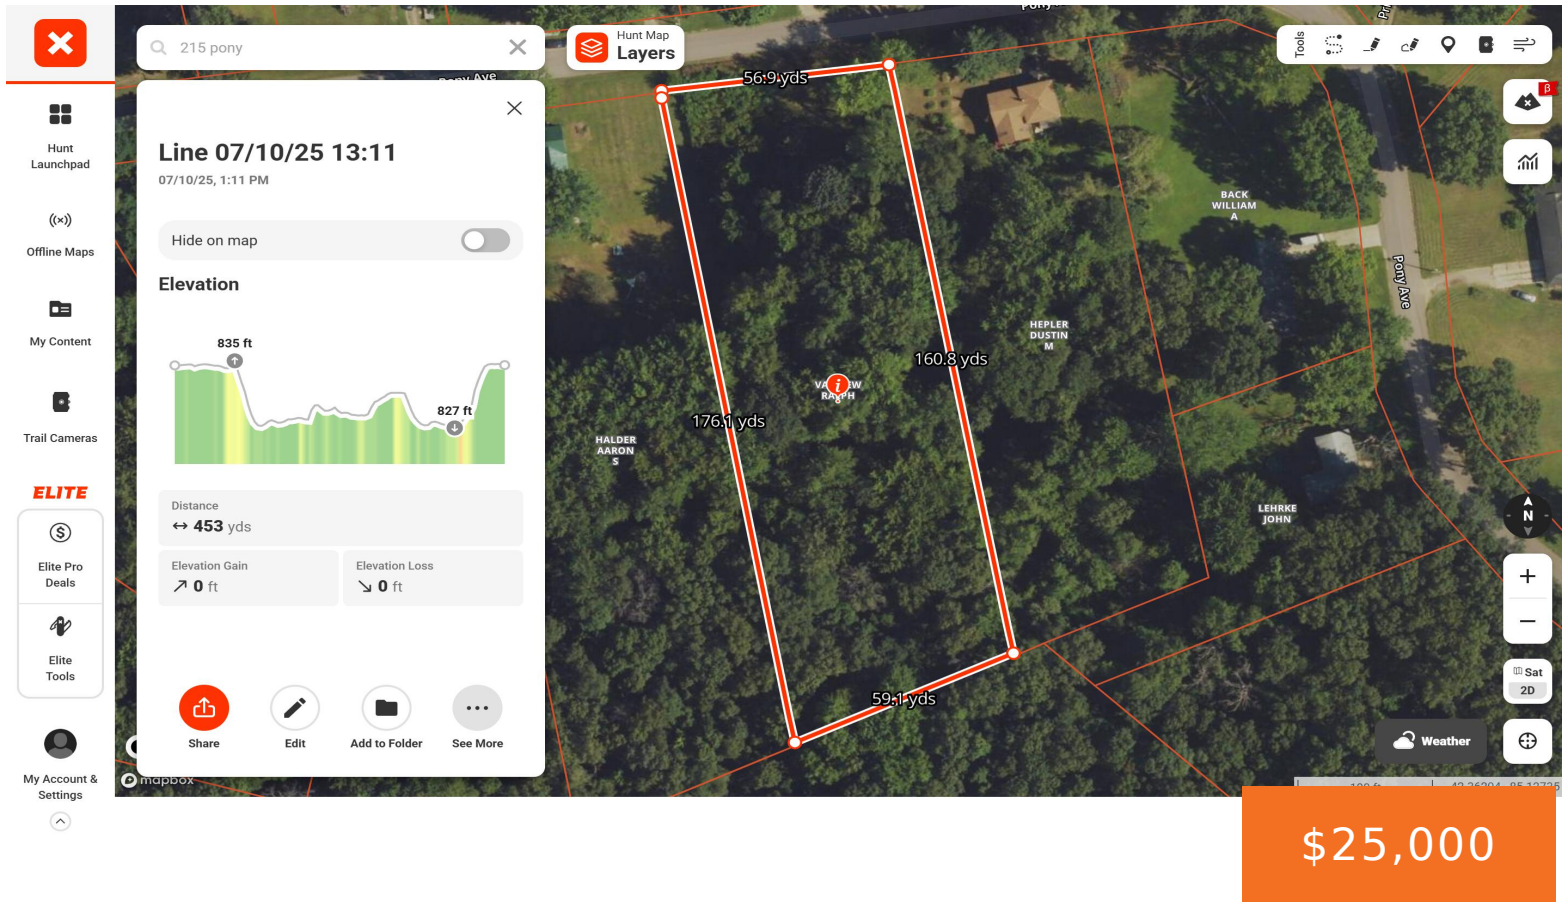 215 pony
Hunt Map
Layers
Tools
Hunt
Launchpad
Offline Maps
My Content
Trail Cameras
ELITE
Elite Pro
Deals
Elite
Tools
My Account &
Settings
Line 07/10/25 13:11
07/10/25, 1:11 PM
Hide on map
Elevation
835 ft
827 ft
Distance
453 yds
Elevation Gain
0 ft
Elevation Loss
0 ft
Share
Edit
Add to Folder
See More
mapbox
Pony Ave
56.9 yds
160.8 yds
176.1 yds
59.1 yds
BACK
WILLIAM
A
HEPLER
DUSTIN
M
i
RALPH
HALDER
AARON
S
LEHRKE
JOHN
Pony Ave
β
N
Sat
2D
Weather
$25,000